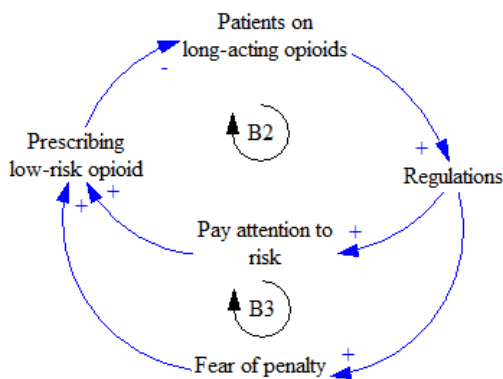 Patients on
long-acting opioids
-
B2
Prescribing
low-risk opioid
+
Regulations
+
+
Pay attention to
risk
+
B3
Fear of penalty
+